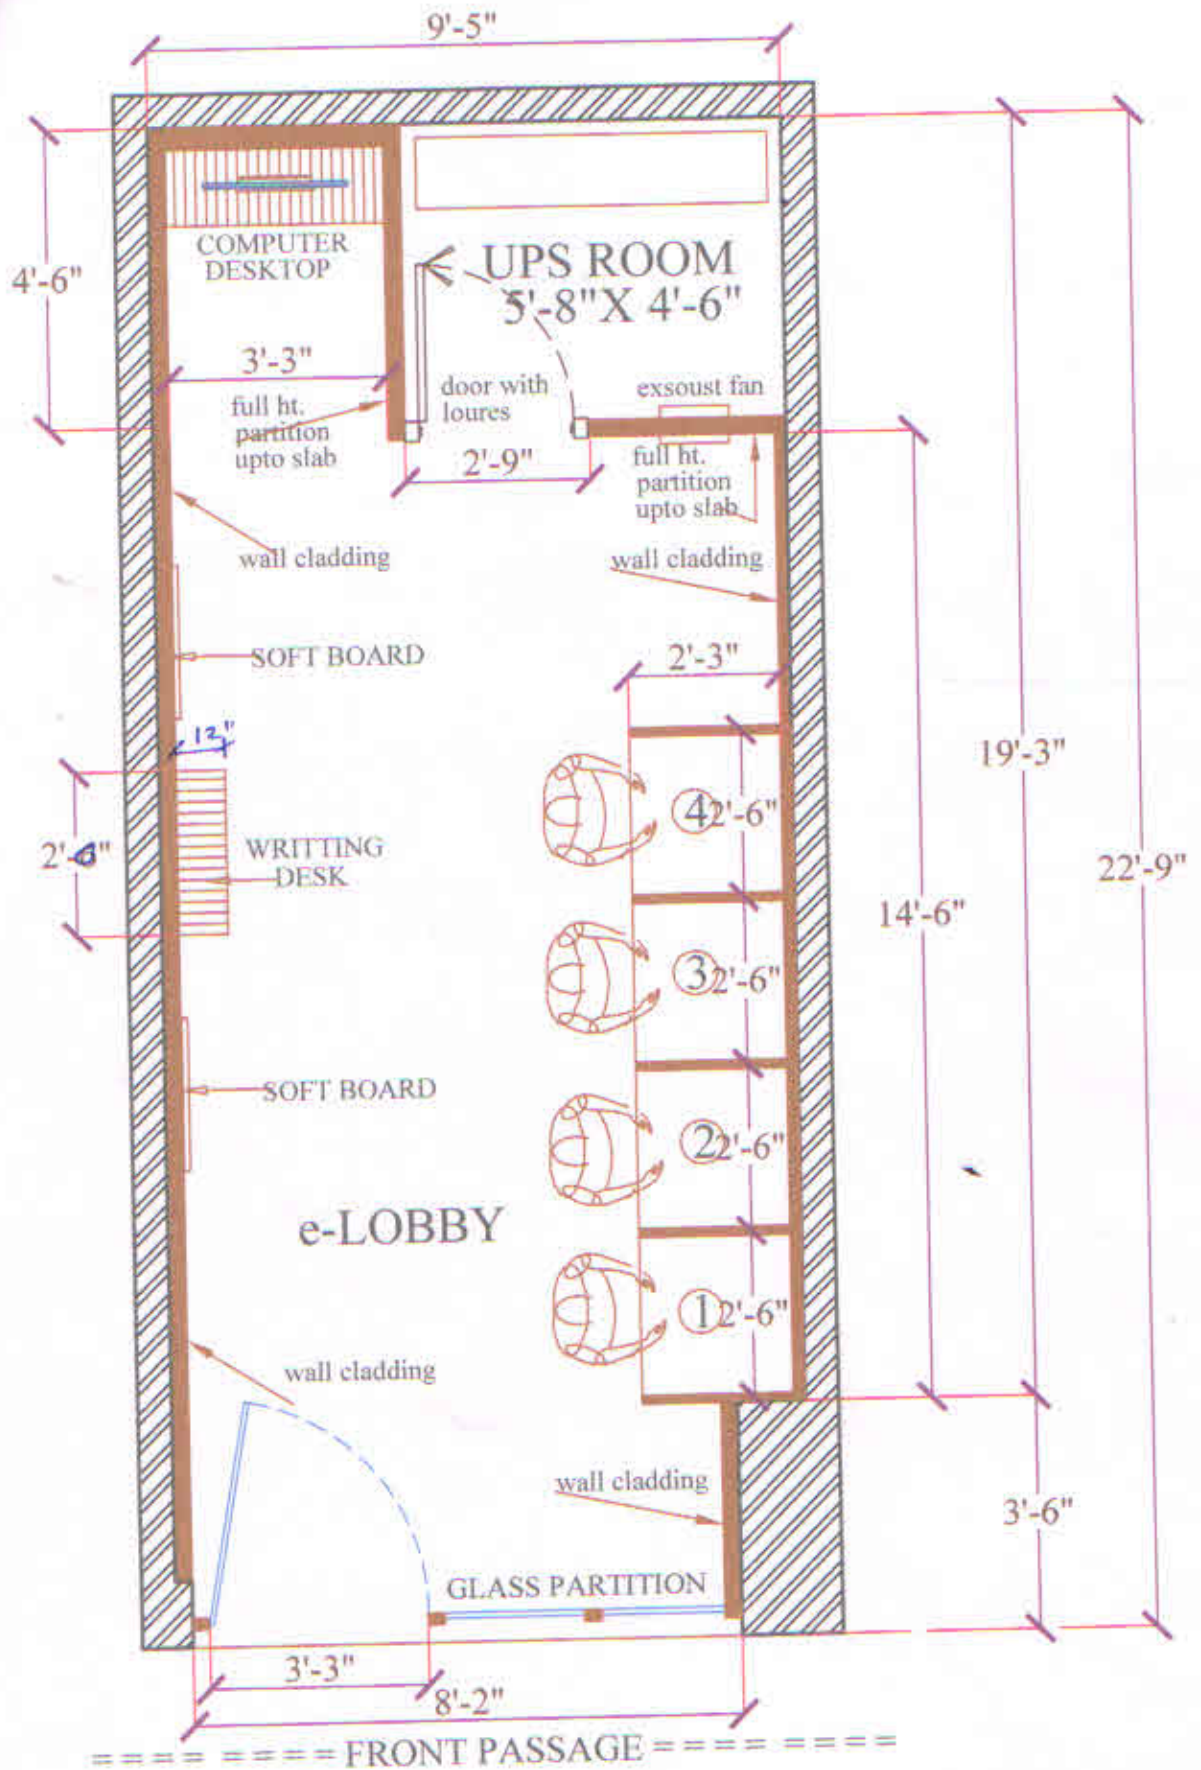 9'-5"
COMPUTER
DESKTOP
UPS ROOM
5'-8"X 4'-6"
4'-6"
3'-3"
door with
loures
exsoust fan
full ht.
partition
upto slab
2'-9"
full ht.
partition
upto slab
wall cladding
wall cladding
SOFT BOARD
2'-3"
12"
19'-3"
4
2'-6"
WRITTING
DESK
22'-9"
14'-6"
3
2'-6"
SOFT BOARD
2
2'-6"
e-LOBBY
1
2'-6"
wall cladding
wall cladding
3'-6"
GLASS PARTITION
3'-3"
8'-2"
==== ==== FRONT PASSAGE ==== ====